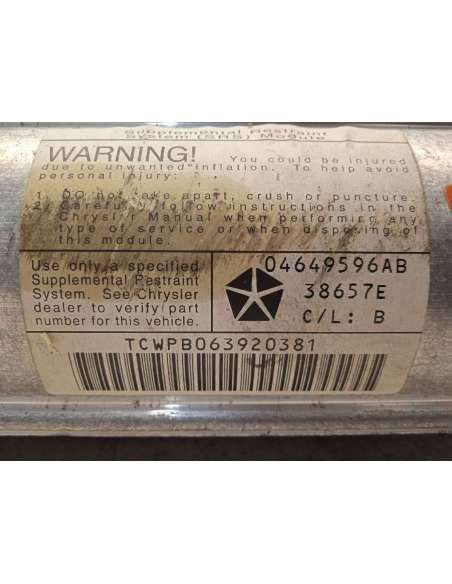 Supplemental Restraint
System (SRS) Module
WARNING! You could be injured
due to unwanted inflation. To help avoid
personal injury:
1. DO not take apart, crush or puncture.
2. Carefully follow instructions in the
Chrysler Manual when performing any
type of service or when disposing of
this module.
Use only a specified
Supplemental Restraint
System. See Chrysler
dealer to verify part
number for this vehicle.
04649596AB
38657E
C/L: B
TCWPB063920381